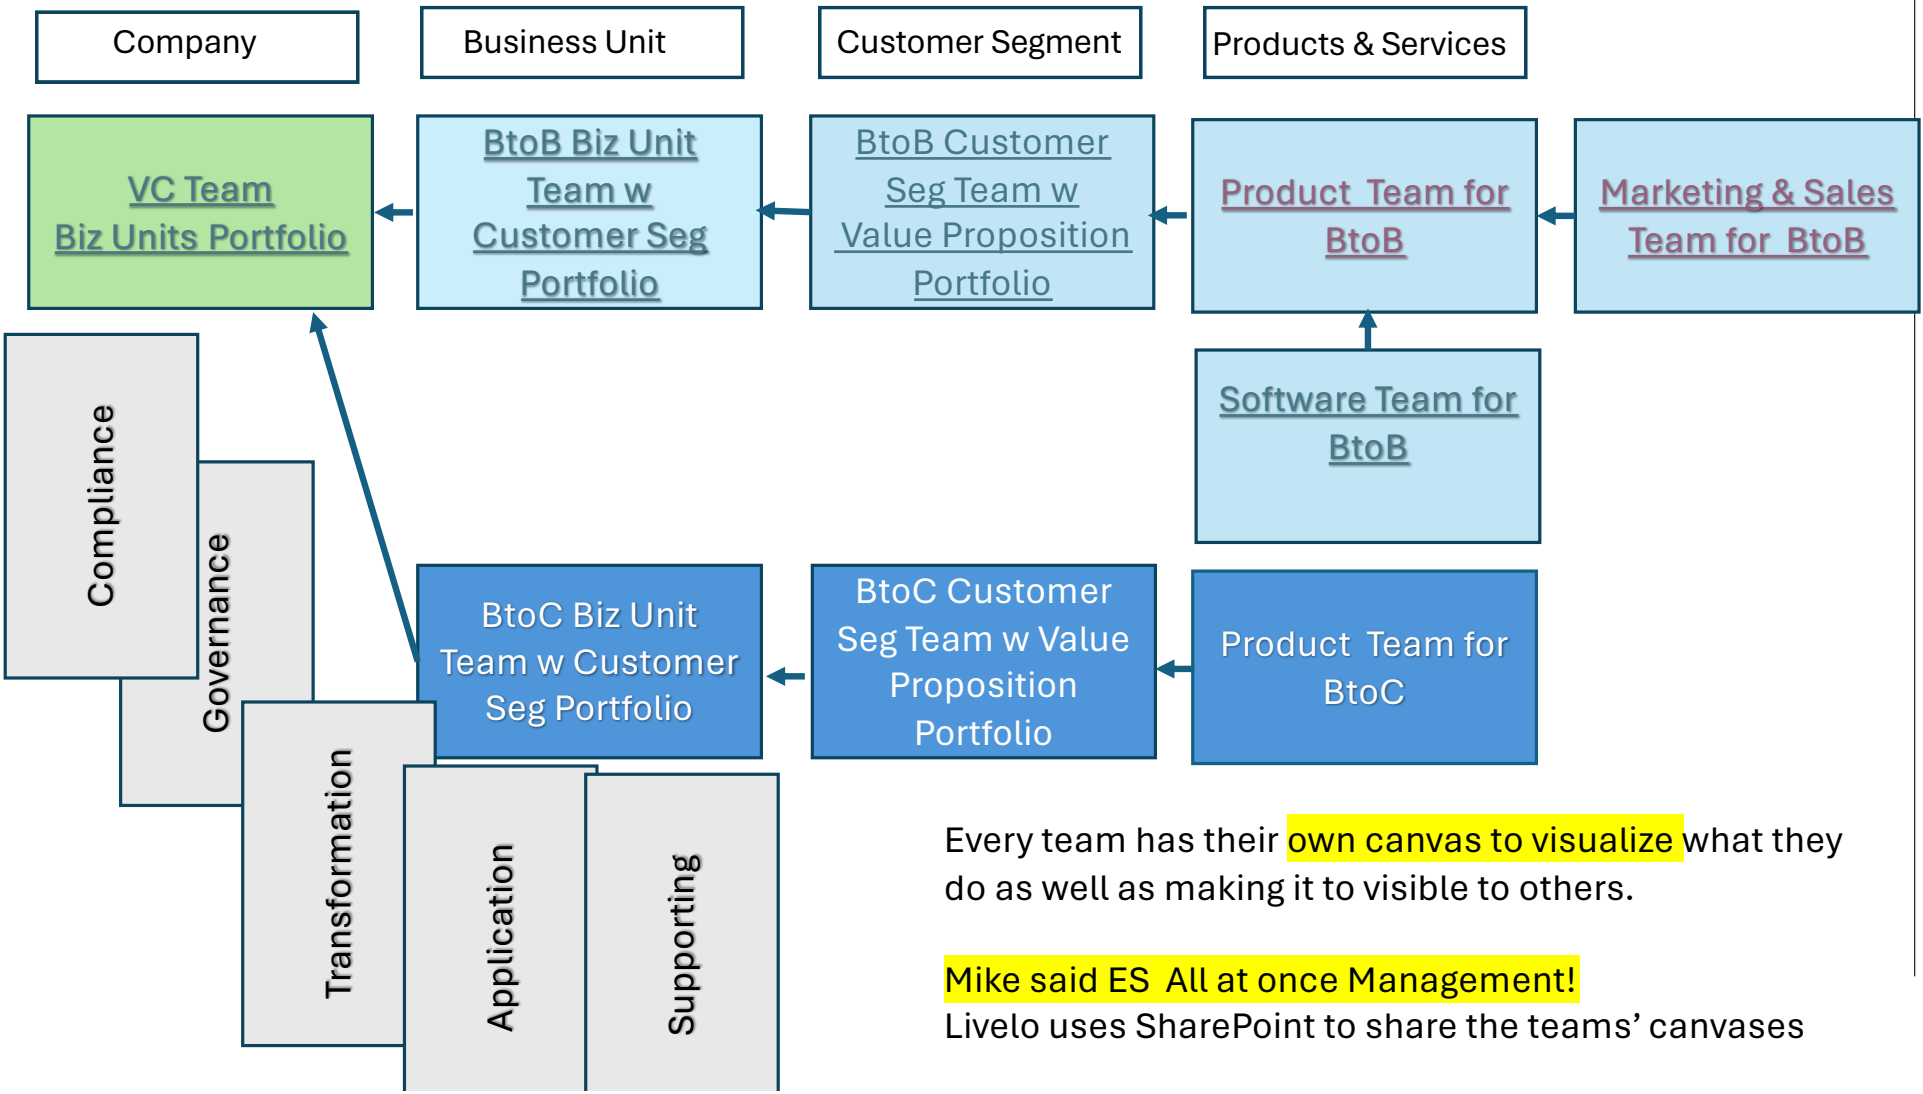 Company
Business Unit
Customer Segment
Products & Services
VC Team
Biz Units Portfolio
BtoB Biz Unit
Team w
Customer Seg
Portfolio
BtoB Customer
Seg Team w
Value Proposition
Portfolio
Product Team for
BtoB
Marketing & Sales
Team for BtoB
Software Team for
BtoB
Compliance
Governance
Transformation
Application
Supporting
BtoC Biz Unit
Team w Customer
Seg Portfolio
BtoC Customer
Seg Team w Value
Proposition
Portfolio
Product Team for
BtoC
Every team has their own canvas to visualize what they
do as well as making it to visible to others.
Mike said ES All at once Management!
Livelo uses SharePoint to share the teams’ canvases